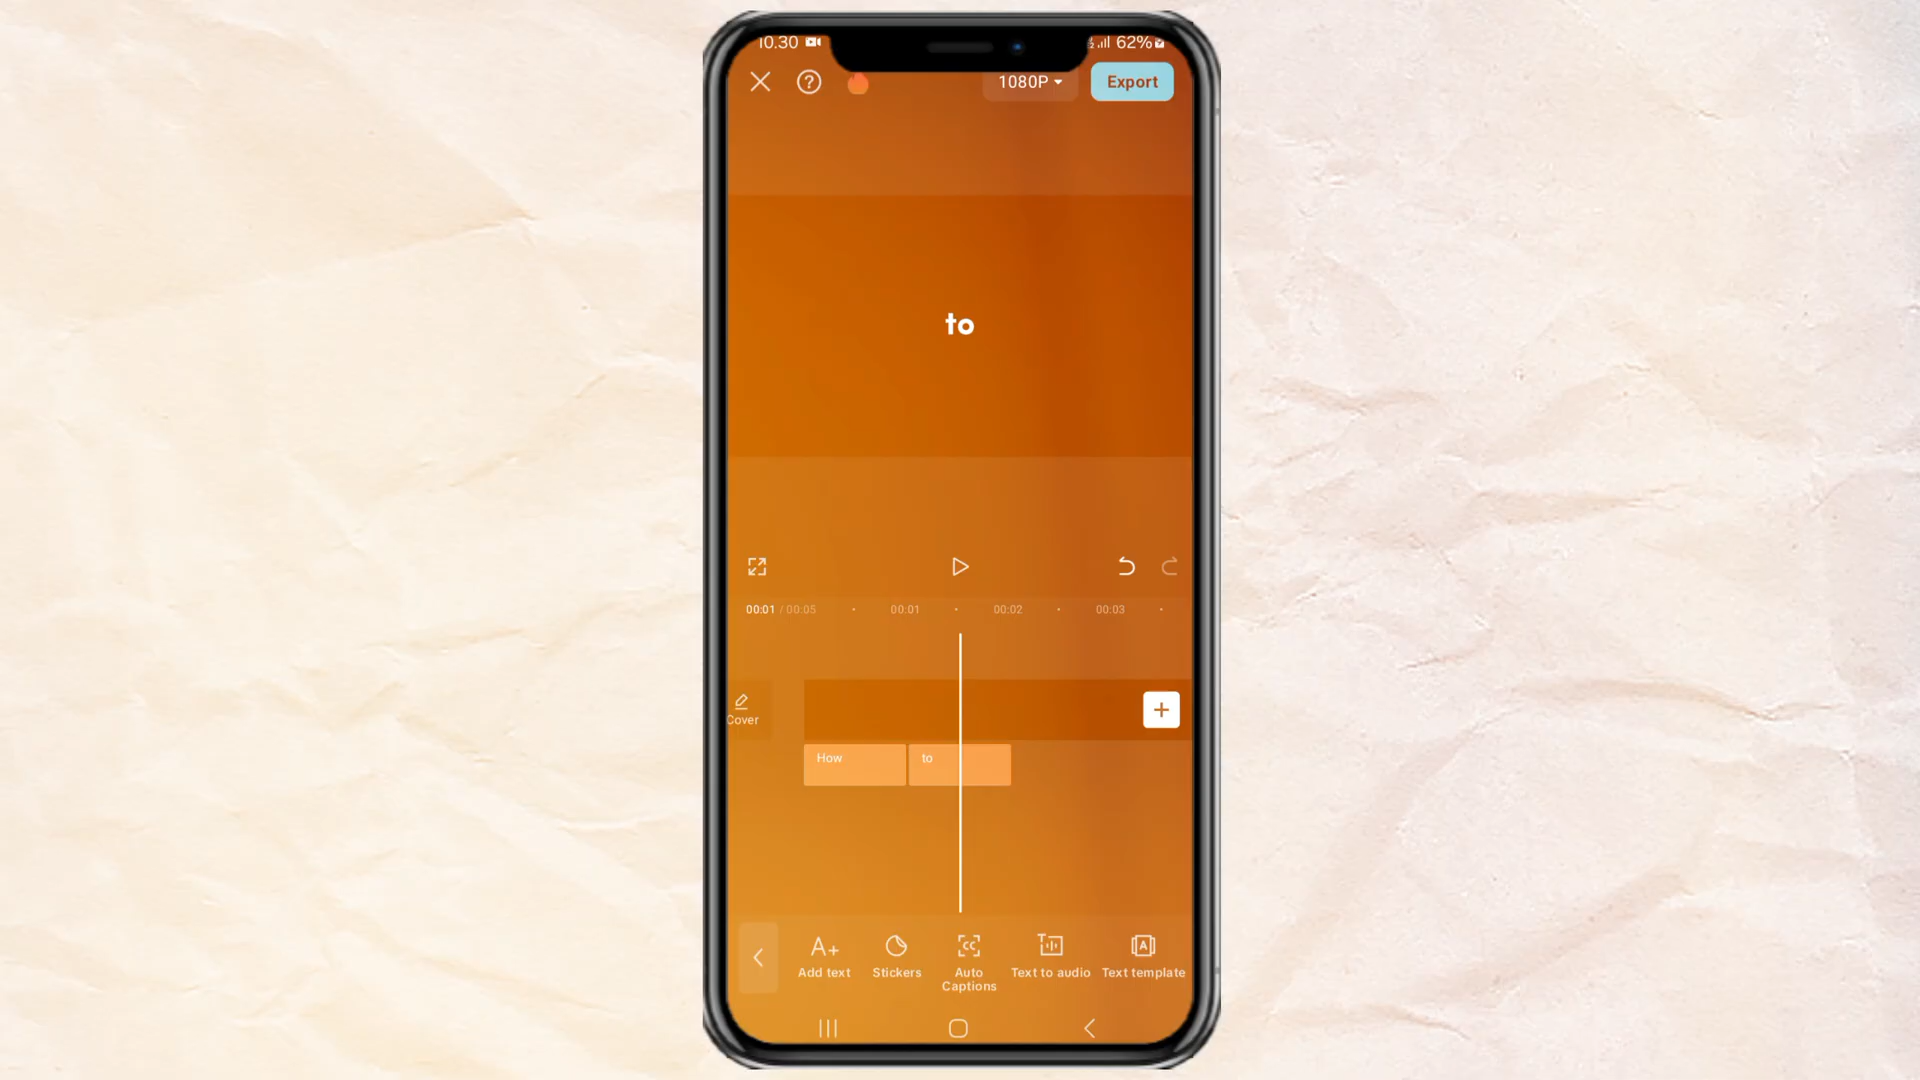 10.30 62%
1080P Export
to
00:01 / 00:05 00:01 00:02 00:03
Cover
How to
Add text Stickers Auto Captions Text to audio Text template